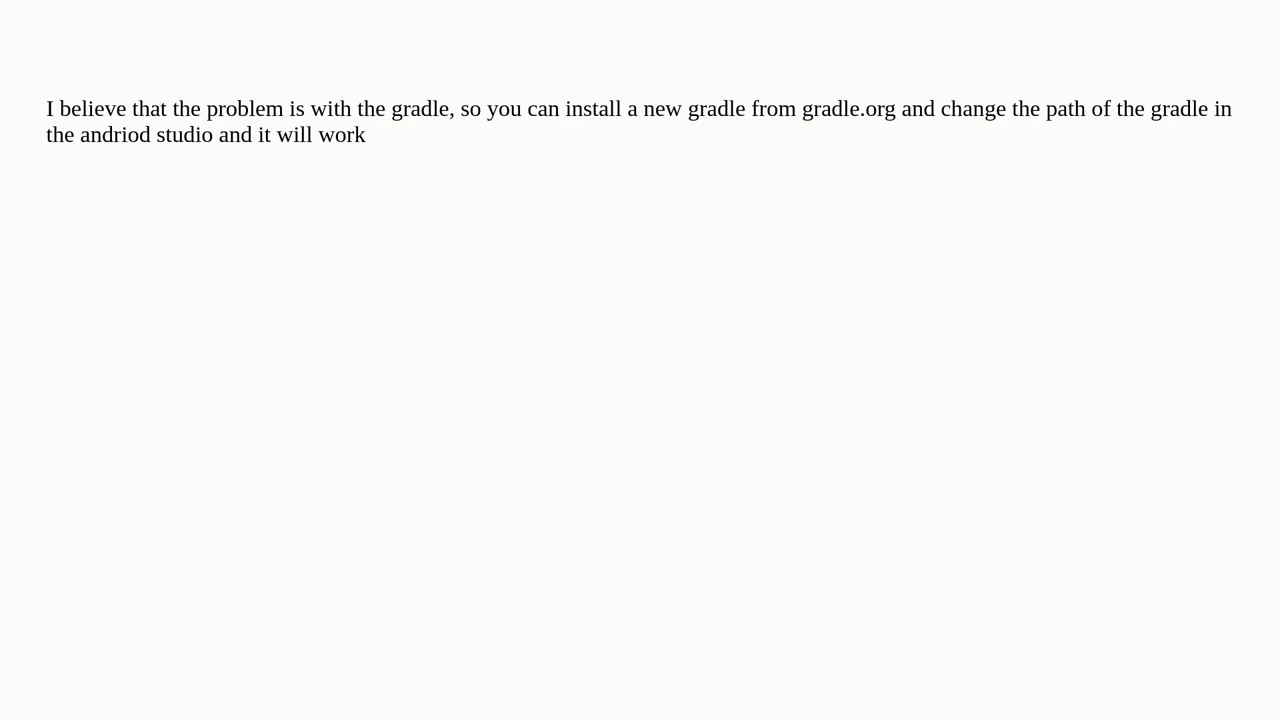 I believe that the problem is with the gradle, so you can install a new gradle from gradle.org and change the path of the gradle in
the andriod studio and it will work